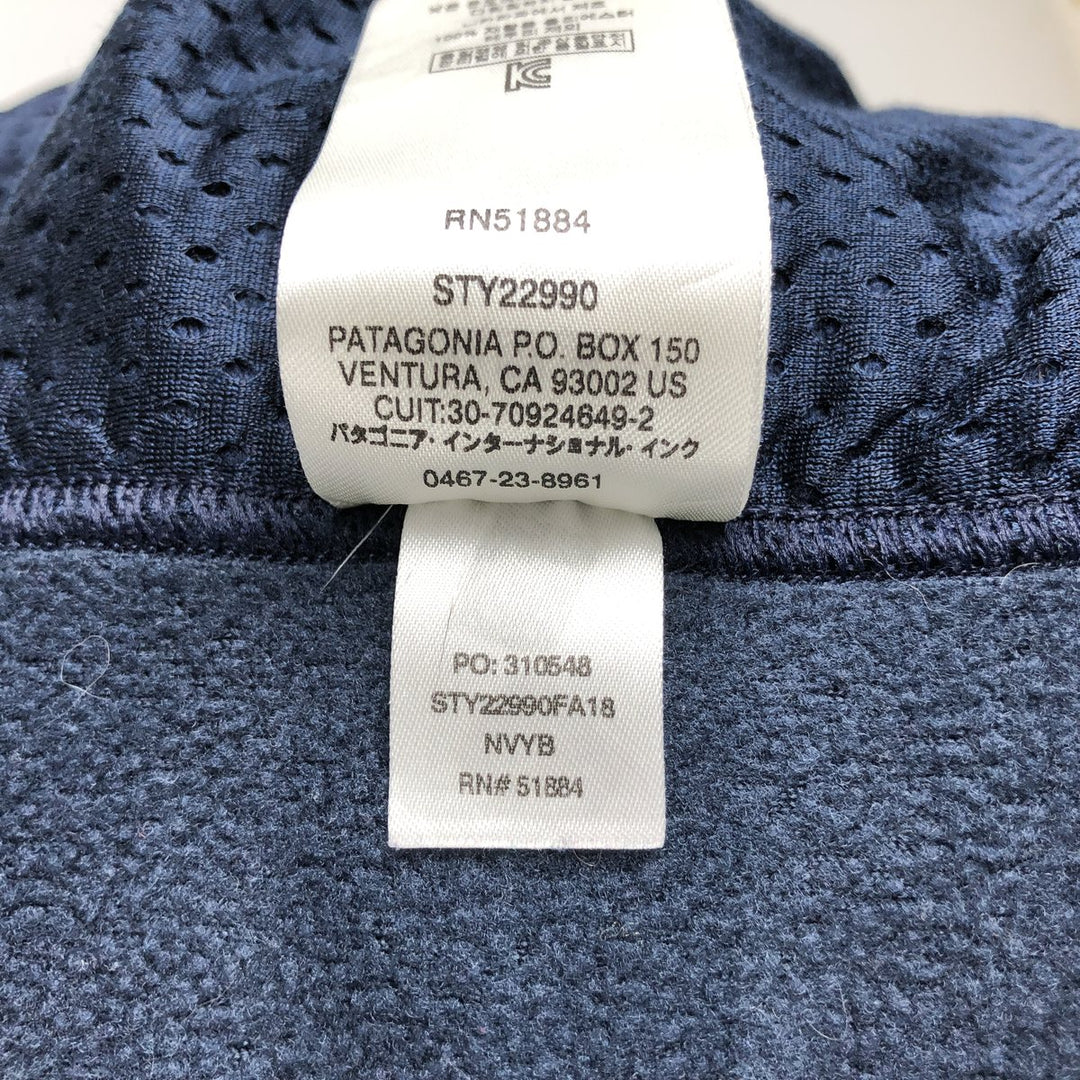 RN51884
STY22990
PATAGONIA P.O. BOX 150
VENTURA, CA 93002 US
CUIT:30-70924649-2
パタゴニア・インターナショナル・インク
0467-23-8961
PO: 310548
STY22990FA18
NVYB
RN# 51884